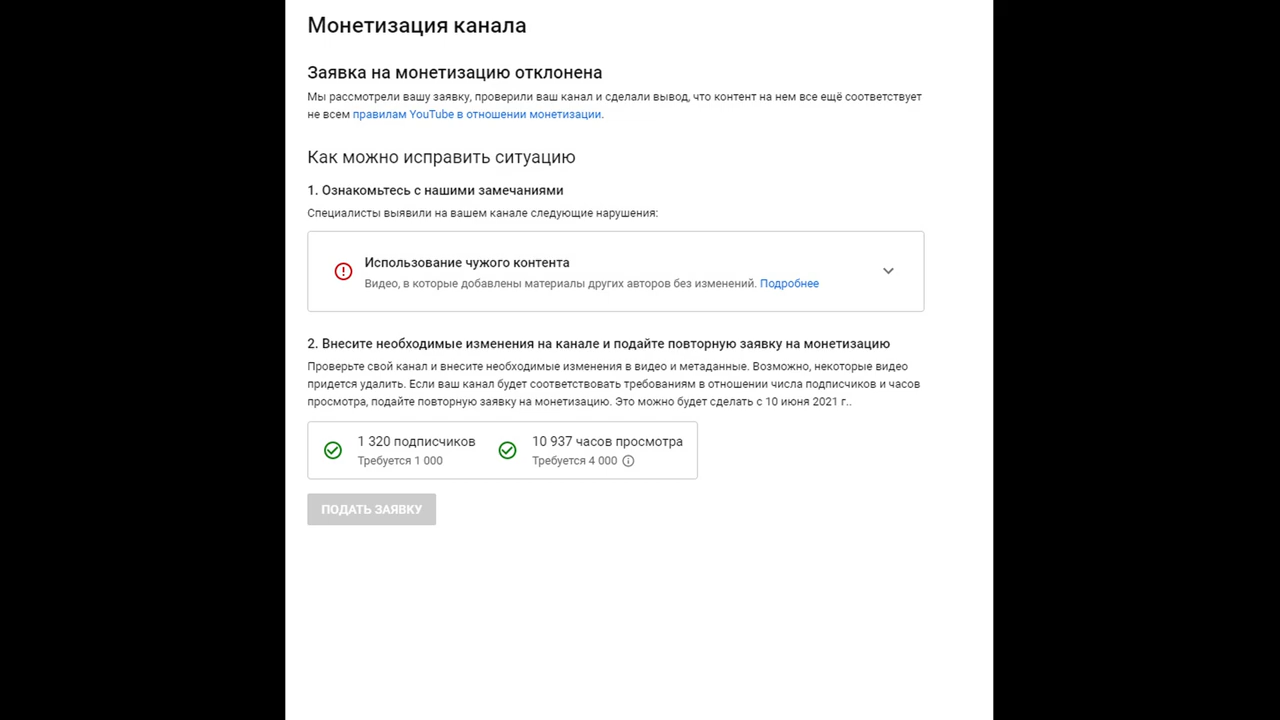 Монетизация канала
Заявка на монетизацию отклонена
Мы рассмотрели вашу заявку, проверили ваш канал и сделали вывод, что контент на нем все ещё соответствует
не всем правилам YouTube в отношении монетизации.
Как можно исправить ситуацию
1. Ознакомьтесь с нашими замечаниями
Специалисты выявили на вашем канале следующие нарушения:
Использование чужого контента
Видео, в которые добавлены материалы других авторов без изменений. Подробнее
2. Внесите необходимые изменения на канале и подайте повторную заявку на монетизацию
Проверьте свой канал и внесите необходимые изменения в видео и метаданные. Возможно, некоторые видео
придется удалить. Если ваш канал будет соответствовать требованиям в отношении числа подписчиков и часов
просмотра, подайте повторную заявку на монетизацию. Это можно будет сделать с 10 июня 2021 г..
1 320 подписчиков
Требуется 1 000
10 937 часов просмотра
Требуется 4 000
ПОДАТЬ ЗАЯВКУ